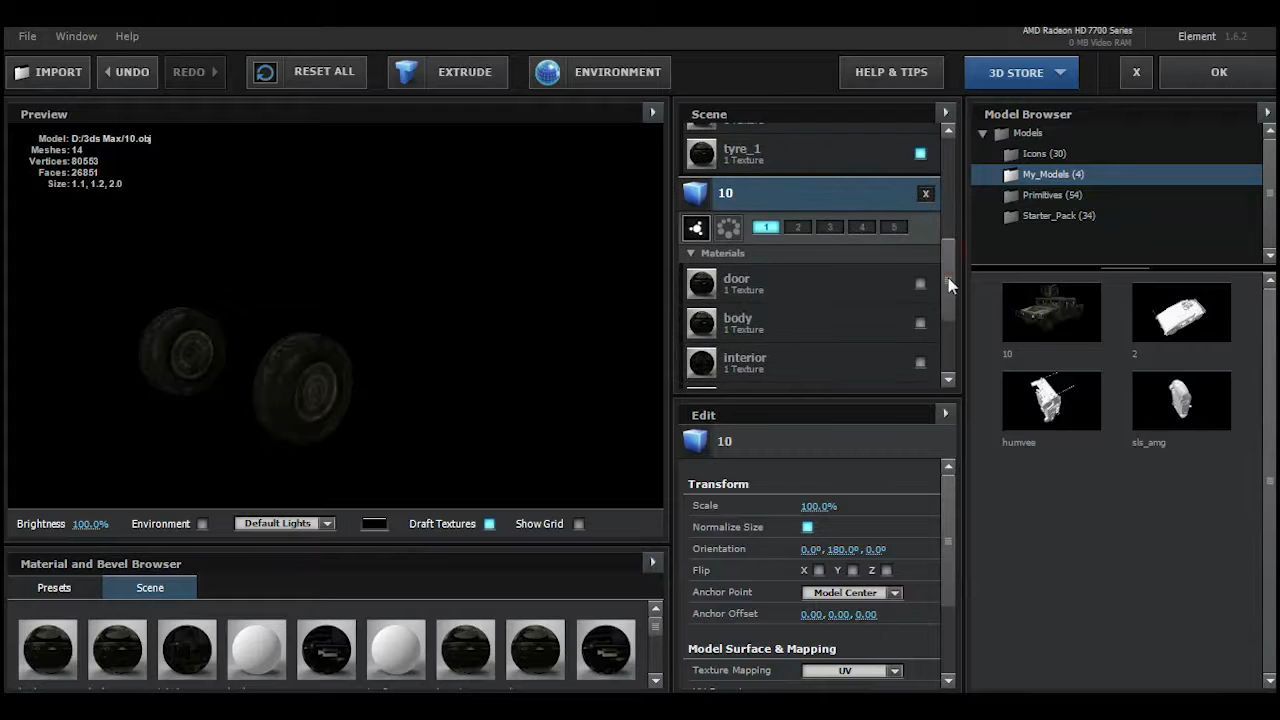 AMD Radeon HD 7700 Series
0 MB Video RAM
Element 1.6.2
File Window Help
IMPORT UNDO REDO RESET ALL EXTRUDE ENVIRONMENT HELP & TIPS 3D STORE X OK
Preview
Model: D:/3ds Max/10.obj
Meshes: 14
Vertices: 80553
Faces: 26851
Size: 1.1, 1.2, 2.0
Brightness 100.0% Environment Default Lights Draft Textures Show Grid
Material and Bevel Browser
Presets Scene
Scene
tyre_1
1 Texture
10 X
1 2 3 4 5
Materials
door
1 Texture
body
1 Texture
interior
1 Texture
Edit
10
Transform
Scale 100.0%
Normalize Size
Orientation 0.0º, 180.0º, 0.0º
Flip X Y Z
Anchor Point Model Center
Anchor Offset 0.00, 0.00, 0.00
Model Surface & Mapping
Texture Mapping UV
Model Browser
Models
Icons (30)
My_Models (4)
Primitives (54)
Starter_Pack (34)
10 2
humvee sls_amg